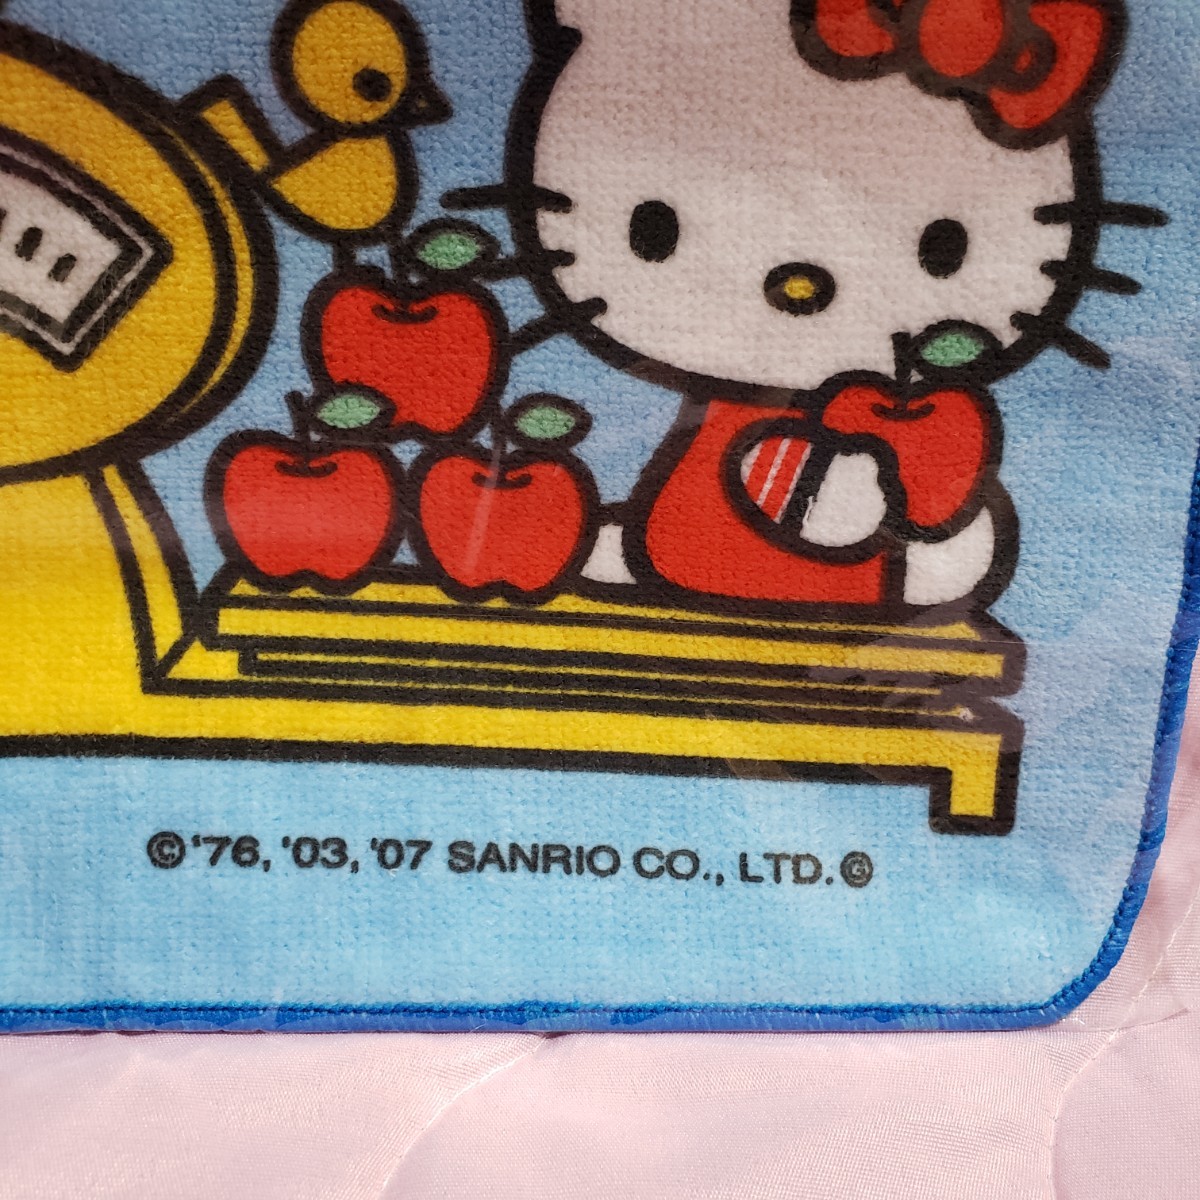 ©'76, '03, '07 SANRIO CO., LTD. Ⓖ